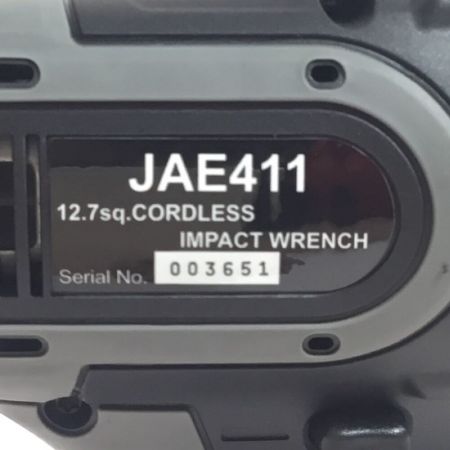 JAE411
12.7sq.CORDLESS
IMPACT WRENCH
Serial No. 003651